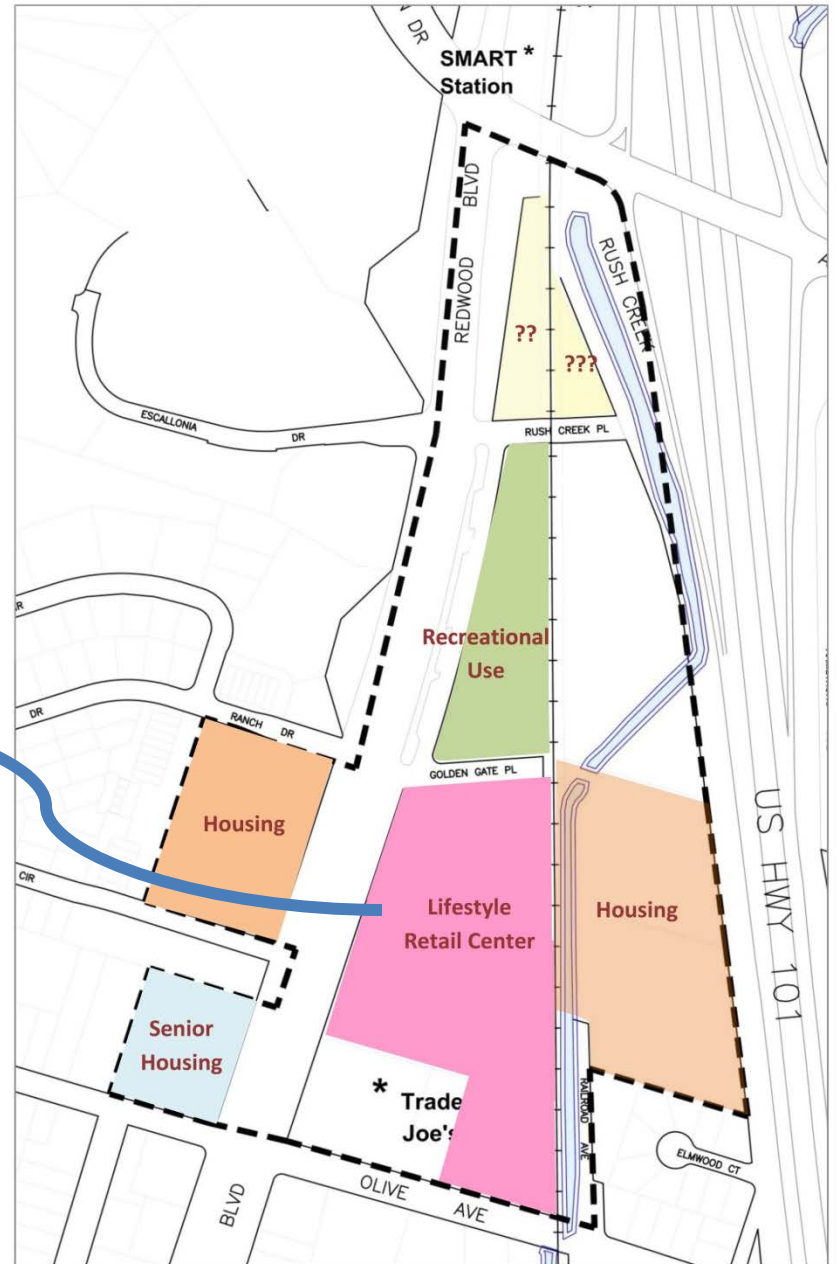 N DR
SMART *
Station
REDWOOD BLVD
RUSH CREEK
??
???
ESCALLONIA DR
RUSH CREEK PL
Recreational
Use
DR
RANCH DR
GOLDEN GATE PL
Housing
CIR
Lifestyle
Retail Center
Housing
US HWY 101
Senior
Housing
* Trade
Joe's
RAILROAD AVE
ELMWOOD CT
OLIVE AVE
BLVD